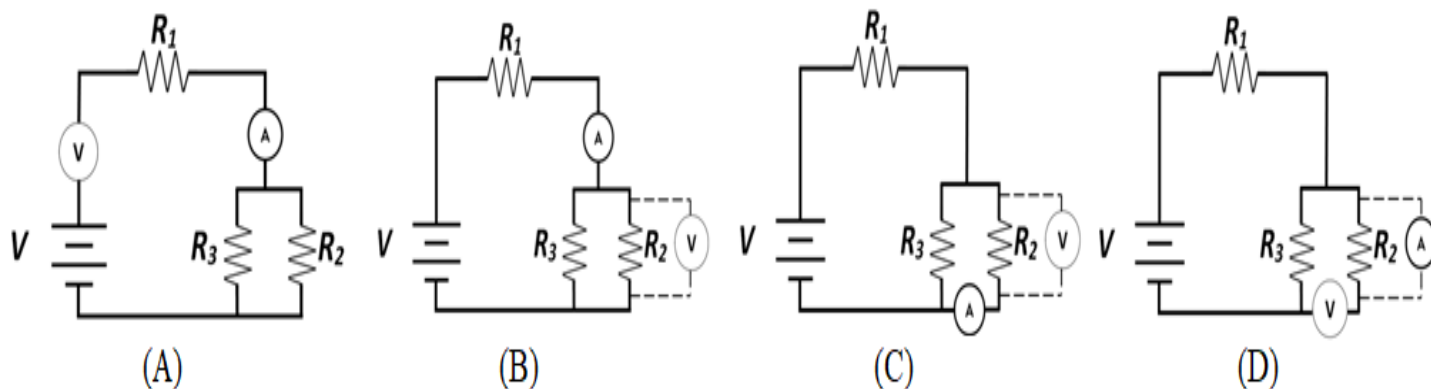 R1 R1 R1 R1
V A A V A
V V V V
R3 R2 R3 R2 V R3 R2 V R3 R2 A
A V
(A) (B) (C) (D)